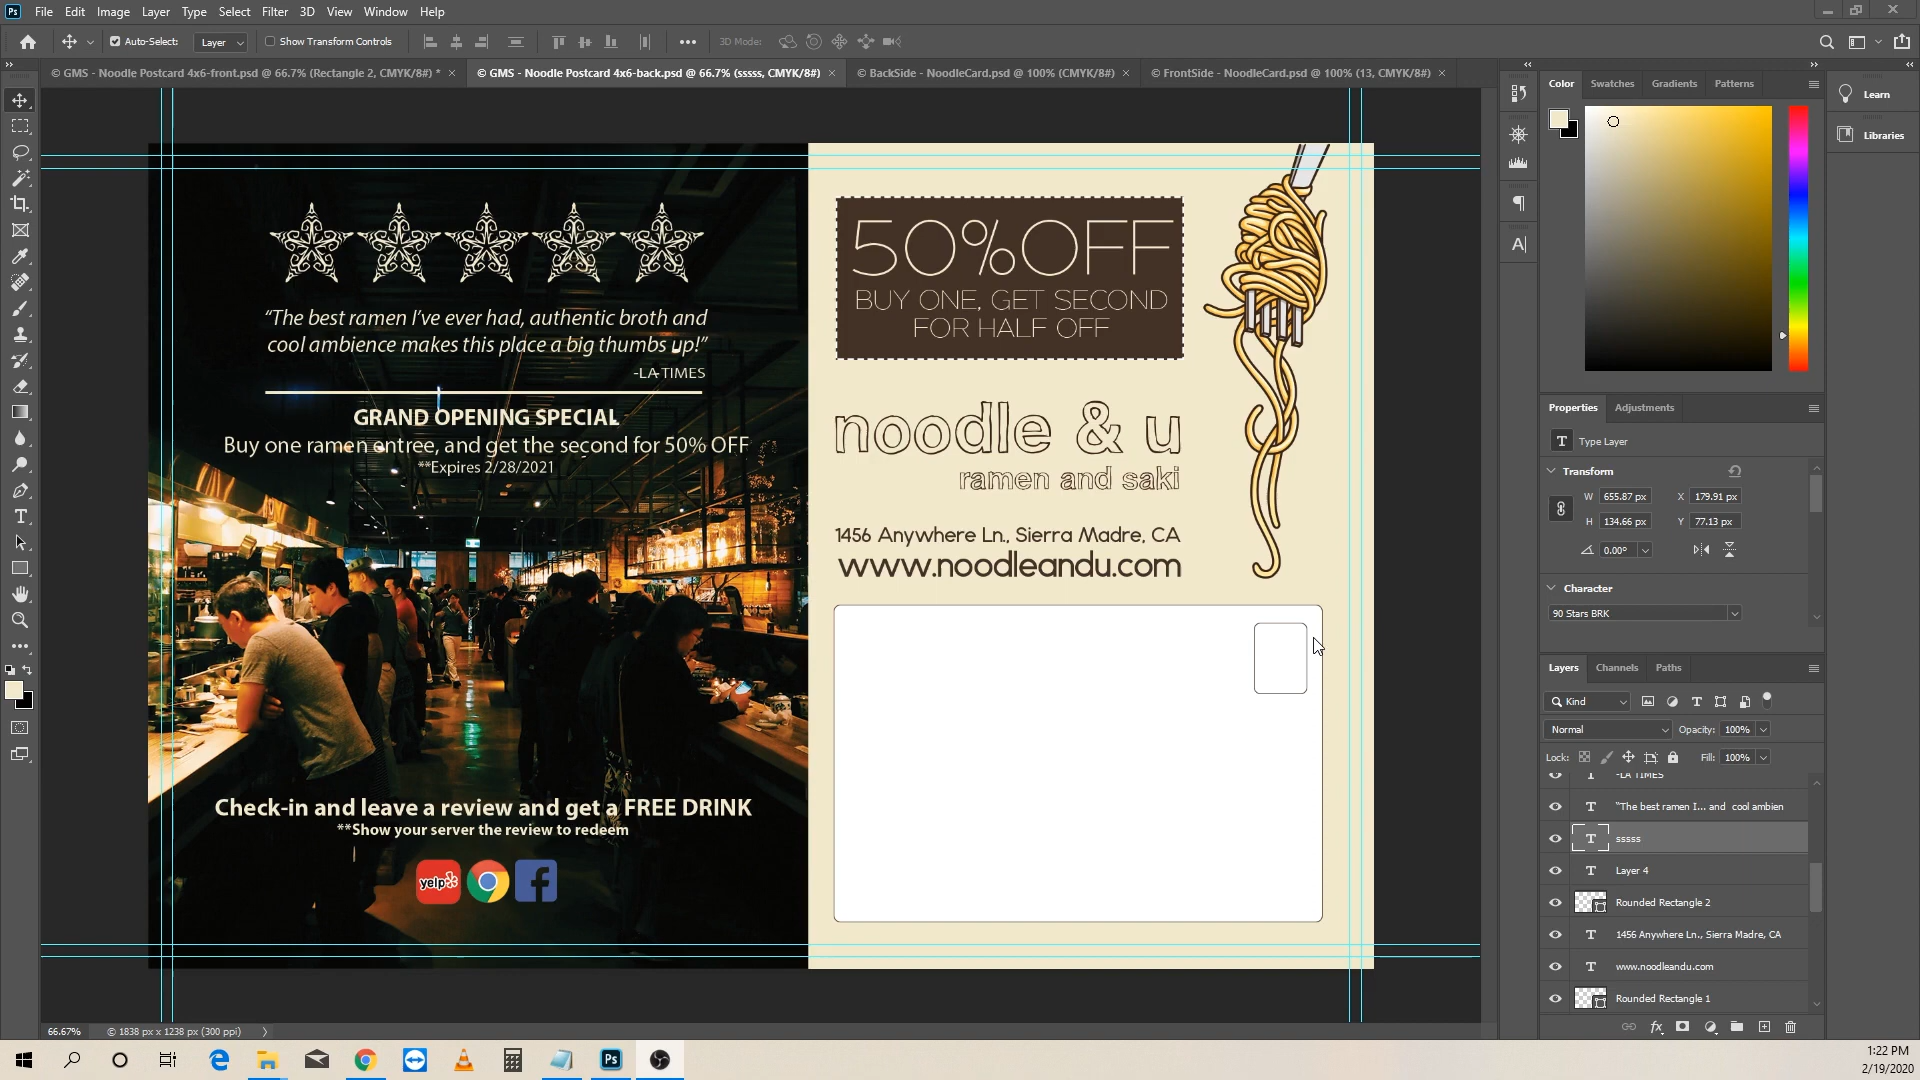 Ps File Edit Image Layer Type Select Filter 3D View Window Help
Auto-Select: Layer Show Transform Controls 3D Mode:
© GMS - Noodle Postcard 4x6-front.psd @ 66.7% (Rectangle 2, CMYK/8#) *
© GMS - Noodle Postcard 4x6-back.psd @ 66.7% (sssss, CMYK/8#)
© BackSide - NoodleCard.psd @ 100% (CMYK/8#)
© FrontSide - NoodleCard.psd @ 100% (13, CMYK/8#)
“The best ramen I’ve ever had, authentic broth and
cool ambience makes this place a big thumbs up!”
-LA TIMES
GRAND OPENING SPECIAL
Buy one ramen entree, and get the second for 50% OFF
**Expires 2/28/2021
Check-in and leave a review and get a FREE DRINK
**Show your server the review to redeem
yelp
50%OFF
BUY ONE, GET SECOND
FOR HALF OFF
noodle & u
ramen and saki
1456 Anywhere Ln., Sierra Madre, CA
www.noodleandu.com
Color Swatches Gradients Patterns
Learn
Libraries
Properties Adjustments
T Type Layer
Transform
W 655.87 px X 179.91 px
H 134.66 px Y 77.13 px
0.00°
Character
90 Stars BRK
Layers Channels Paths
Kind
Normal Opacity: 100%
Lock: Fill: 100%
T -LA TIMES
T “The best ramen I... and cool ambien
T sssss
T Layer 4
Rounded Rectangle 2
T 1456 Anywhere Ln., Sierra Madre, CA
T www.noodleandu.com
Rounded Rectangle 1
fx
66.67% © 1838 px x 1238 px (300 ppi)
Ps
1:22 PM
2/19/2020